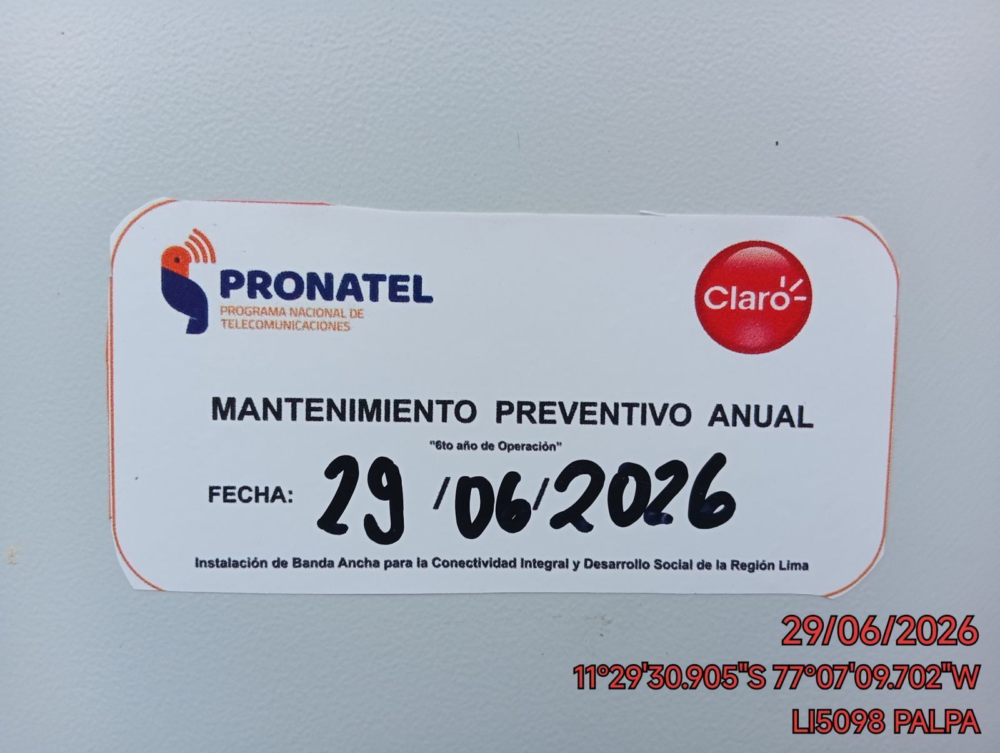 PRONATEL
PROGRAMA NACIONAL DE
TELECOMUNICACIONES
Claro
MANTENIMIENTO PREVENTIVO ANUAL
"6to año de Operación"
FECHA: 29/06/2026
Instalación de Banda Ancha para la Conectividad Integral y Desarrollo Social de la Región Lima
29/06/2026
11°29'30.905"S 77°07'09.702"W
LI5098 PALPA